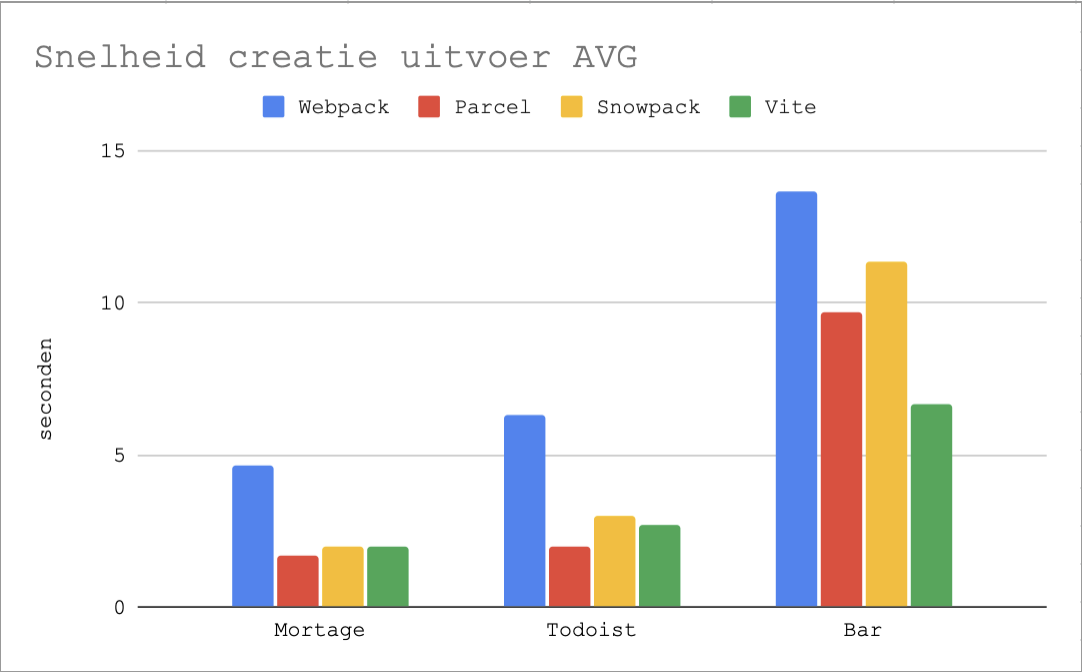 Snelheid creatie uitvoer AVG
Webpack Parcel Snowpack Vite
15
10
5
0
seconden
Mortage Todoist Bar